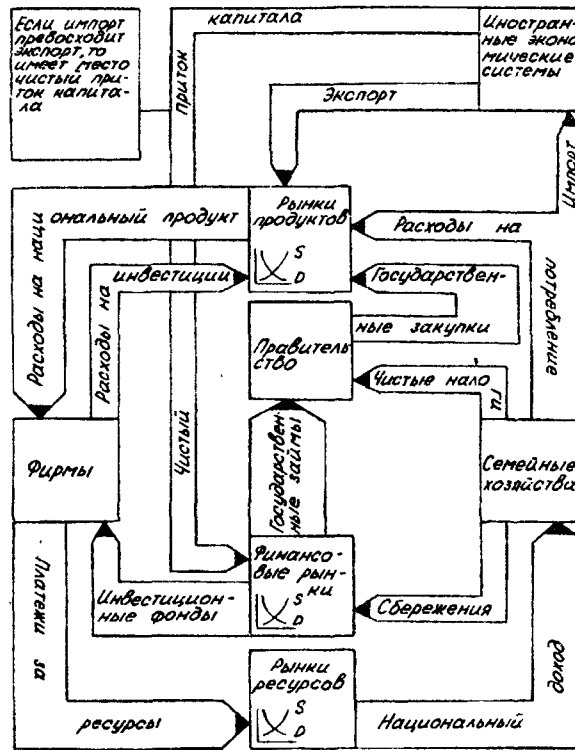 Если импорт
превосходит
экспорт, то
имеет место
чистый при
ток капита-
ла
капитала
приток
Чистый
Иностран-
ные эконо
мические
системы
Экспорт
Импорт
Расходы на наци
ональный продукт
Рынки
продуктов
S
D
Расходы на
потребление
Расходы на
инвестиции
Государствен-
ные закупки
Правитель
ство
Чистые нало
ги
Фирмы
Государствен-
ные займы
Семейные
хозяйства
Финансо-
вые рын-
ки
S
D
Инвестицион-
ные фонды
Сбережения
Платежи за
ресурсы
Рынки
ресурсов
S
D
Национальный
доход